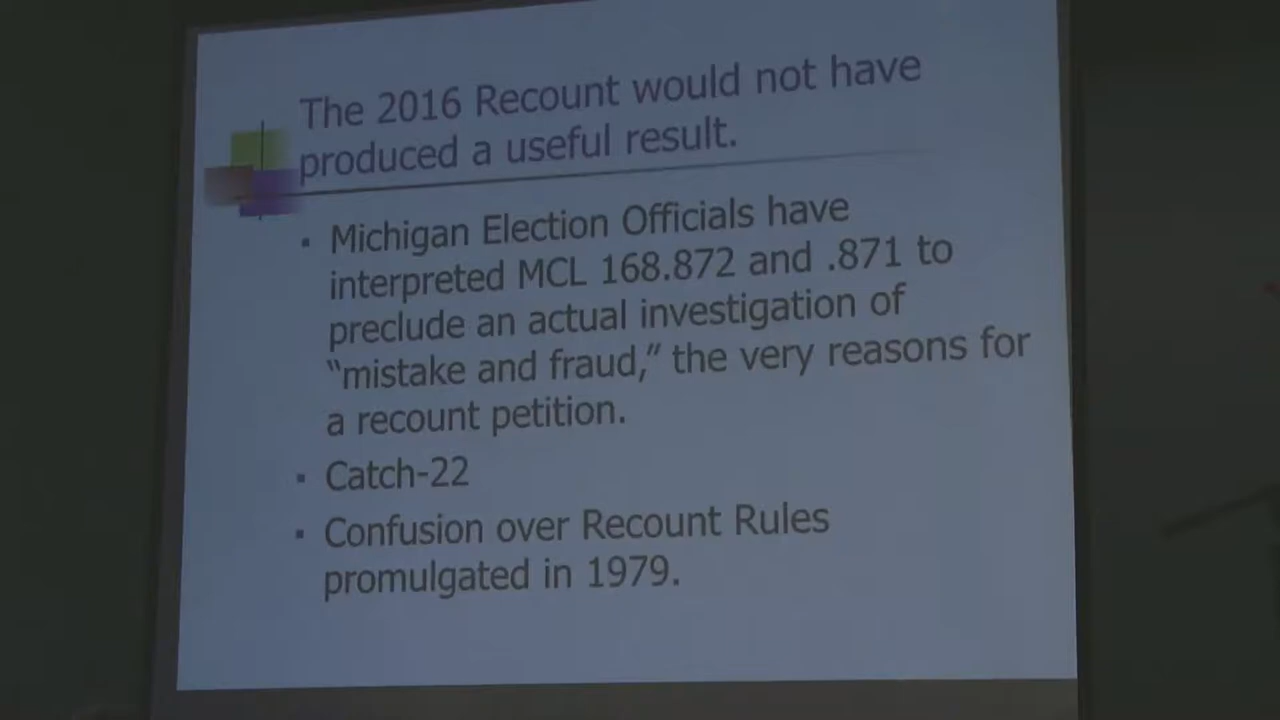 The 2016 Recount would not have
produced a useful result.
▪ Michigan Election Officials have
interpreted MCL 168.872 and .871 to
preclude an actual investigation of
“mistake and fraud,” the very reasons for
a recount petition.
▪ Catch-22
▪ Confusion over Recount Rules
promulgated in 1979.